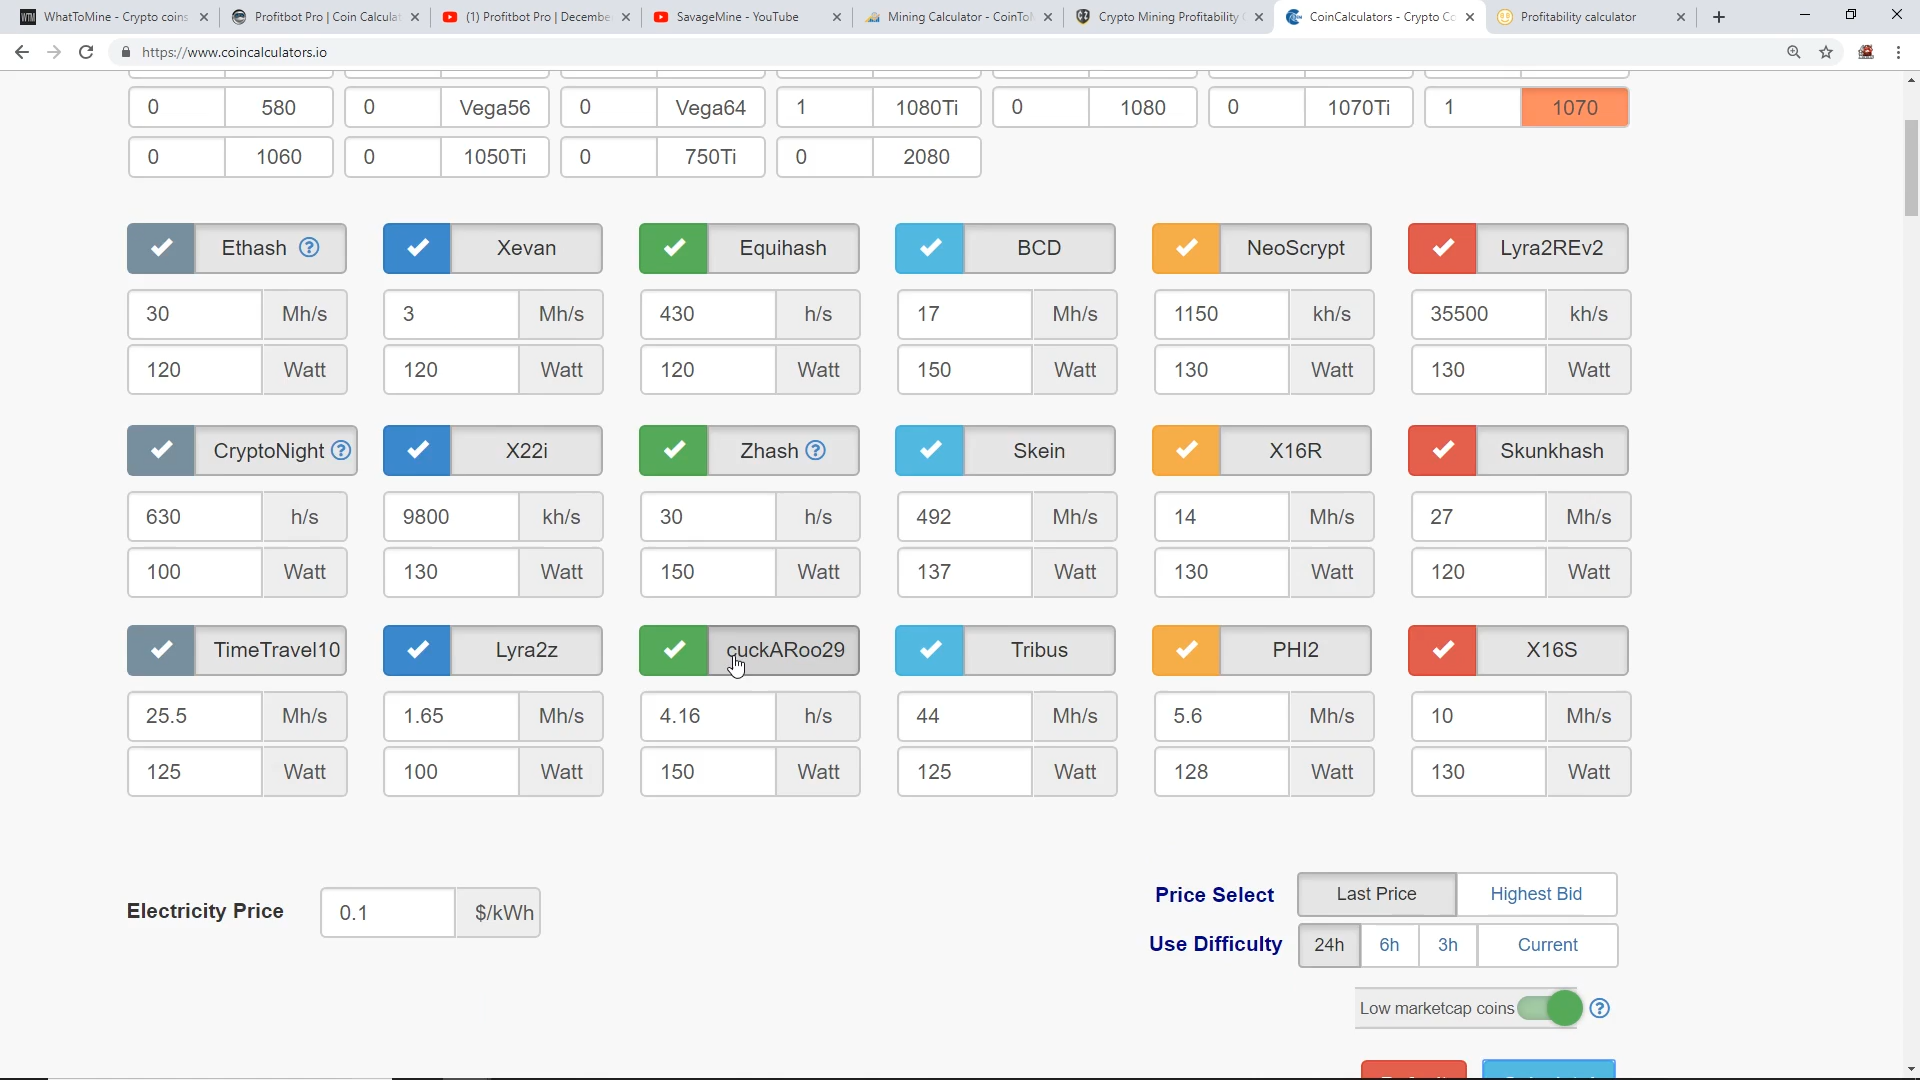 WhatToMine - Crypto coins
Profitbot Pro | Coin Calcula
(1) Profitbot Pro | Decembe
SavageMine - YouTube
Mining Calculator - CoinTo
Crypto Mining Profitability
CoinCalculators - Crypto Co
Profitability calculator
https://www.coincalculators.io
0 580 0 Vega56 0 Vega64 1 1080Ti 0 1080 0 1070Ti 1 1070
0 1060 0 1050Ti 0 750Ti 0 2080
Ethash ? Xevan Equihash BCD NeoScrypt Lyra2REv2
30 Mh/s 3 Mh/s 430 h/s 17 Mh/s 1150 kh/s 35500 kh/s
120 Watt 120 Watt 120 Watt 150 Watt 130 Watt 130 Watt
CryptoNight ? X22i Zhash ? Skein X16R Skunkhash
630 h/s 9800 kh/s 30 h/s 492 Mh/s 14 Mh/s 27 Mh/s
100 Watt 130 Watt 150 Watt 137 Watt 130 Watt 120 Watt
TimeTravel10 Lyra2z cuckARoo29 Tribus PHI2 X16S
25.5 Mh/s 1.65 Mh/s 4.16 h/s 44 Mh/s 5.6 Mh/s 10 Mh/s
125 Watt 100 Watt 150 Watt 125 Watt 128 Watt 130 Watt
Price Select Last Price Highest Bid
Electricity Price 0.1 $/kWh
Use Difficulty 24h 6h 3h Current
Low marketcap coins ?